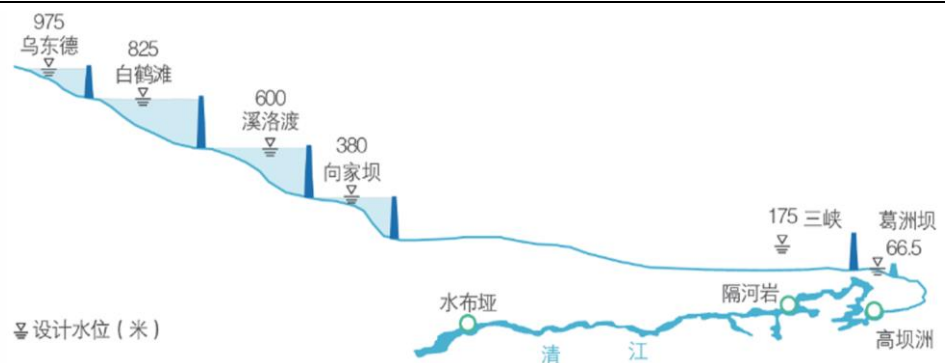 975
乌东德
825
白鹤滩
600
溪洛渡
380
向家坝
175 三峡
葛洲坝
66.5
水布垭
隔河岩
高坝洲
设计水位（米）
清 江